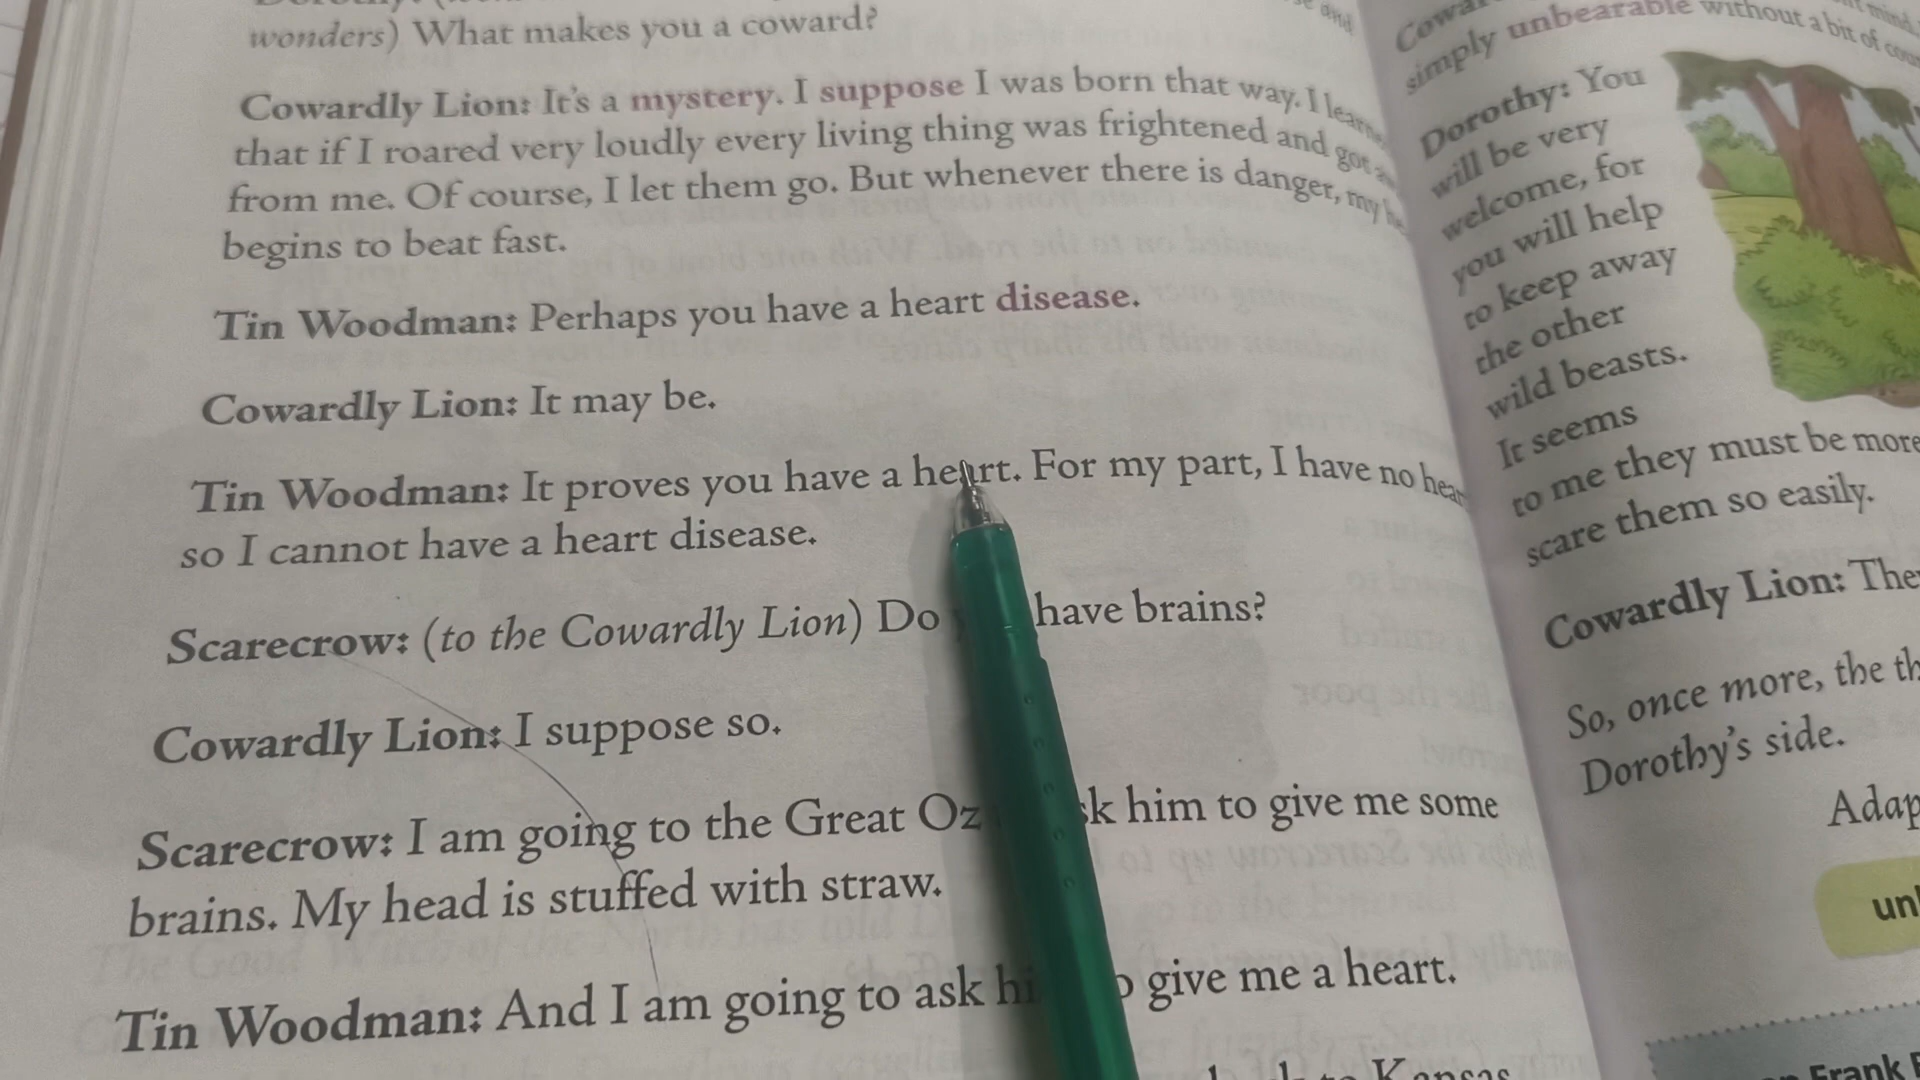 wonders) What makes you a coward?
Cowardly Lion: It's a mystery. I suppose I was born that way. I
that if I roared very loudly every living thing was frightened and got
from me. Of course, I let them go. But whenever there is danger, my
begins to beat fast.
Tin Woodman: Perhaps you have a heart disease.
Cowardly Lion: It may be.
Tin Woodman: It proves you have a heart. For my part, I have no
so I cannot have a heart disease.
Scarecrow: (to the Cowardly Lion) Do have brains?
Cowardly Lion: I suppose so.
Scarecrow: I am going to the Great Oz him to give me some
brains. My head is stuffed with straw.
Tin Woodman: And I am going to ask give me a heart.
Kansas
simply unbearable without a bit of
Dorothy: You
will be very
welcome, for
you will help
to keep away
the other
wild beasts.
It seems
to me they must be more
scare them so easily.
Cowardly Lion:
So, once more, the
Dorothy's side.
Frank